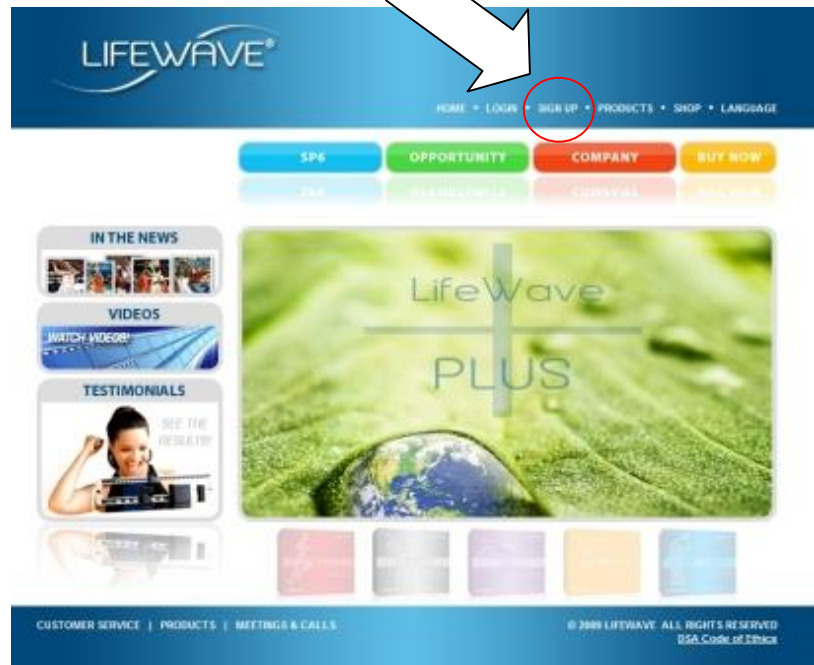 LIFEWAVE®
HOME • LOGIN • SIGN UP • PRODUCTS • SHOP • LANGUAGE
SP6 OPPORTUNITY COMPANY BUY NOW
IN THE NEWS
VIDEOS
WATCH VIDEOS!
TESTIMONIALS
SEE THE
RESULTS!
LifeWave
PLUS
CUSTOMER SERVICE | PRODUCTS | MEETINGS & CALLS
© 2009 LIFEWAVE ALL RIGHTS RESERVED
DSA Code of Ethics